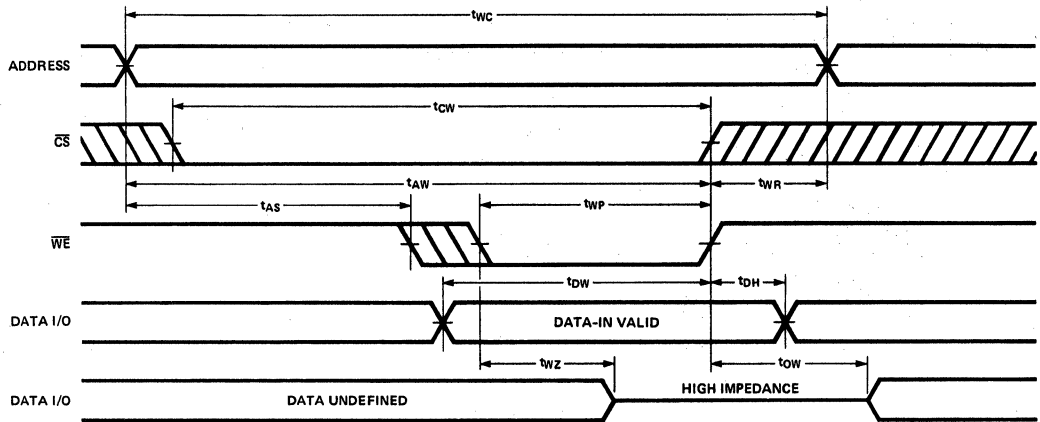 tWC
ADDRESS
tCW
CS
tAW
tWR
tAS
tWP
WE
tDW
tDH
DATA I/O
DATA-IN VALID
tWZ
tOW
DATA I/O
DATA UNDEFINED
HIGH IMPEDANCE